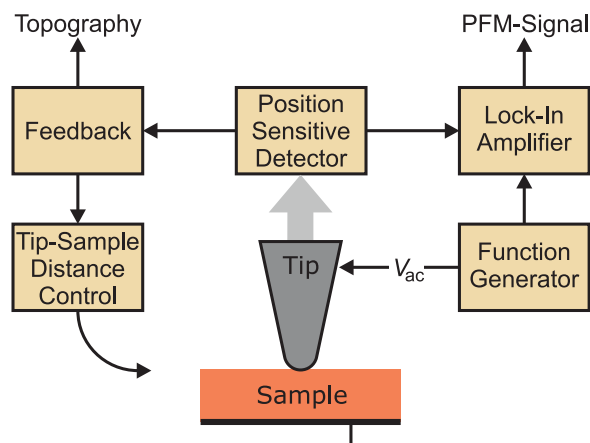 Topography
PFM-Signal
Feedback
Position
Sensitive
Detector
Lock-In
Amplifier
Tip-Sample
Distance
Control
Tip
Vac
Function
Generator
Sample